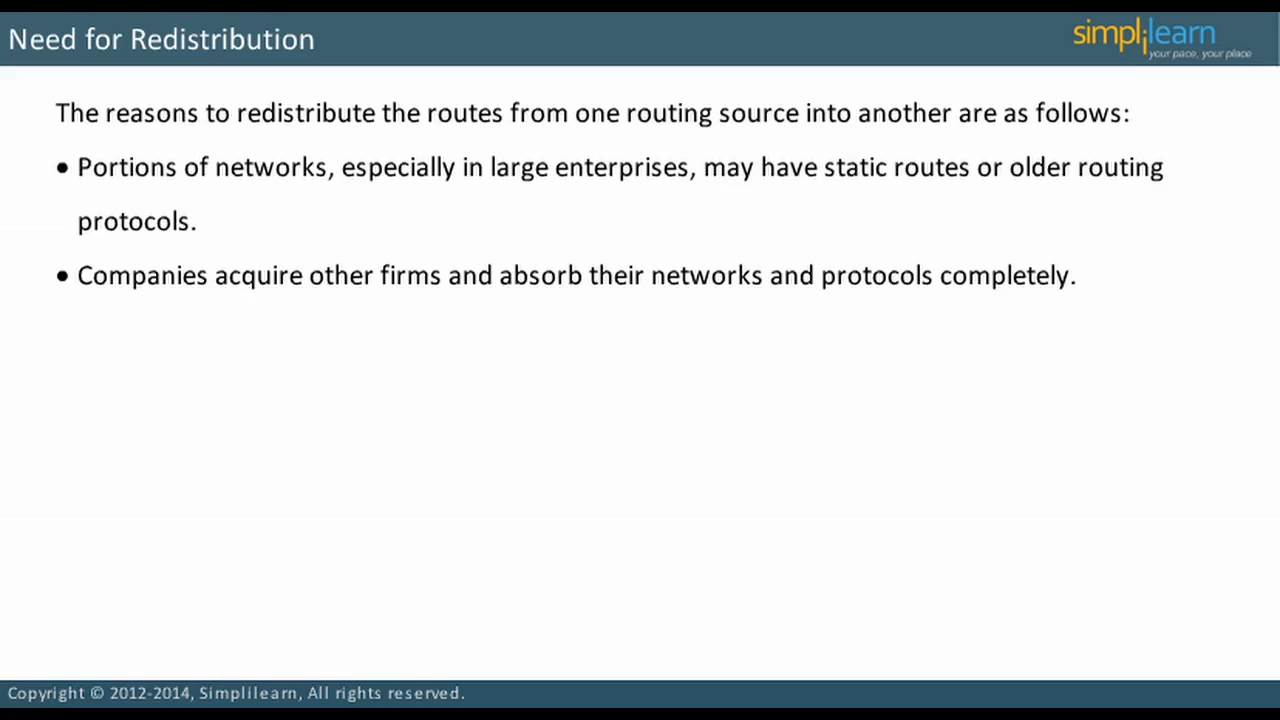 Need for Redistribution
simplilearn
your pace, your place
The reasons to redistribute the routes from one routing source into another are as follows:
• Portions of networks, especially in large enterprises, may have static routes or older routing
protocols.
• Companies acquire other firms and absorb their networks and protocols completely.
Copyright © 2012-2014, Simplilearn, All rights reserved.